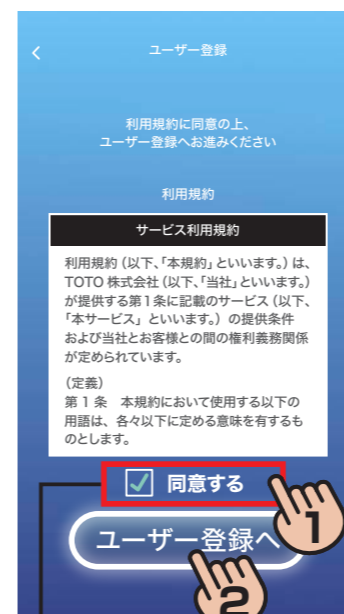 ユーザー登録
利用規約に同意の上、
ユーザー登録へお進みください
利用規約
サービス利用規約
利用規約（以下、「本規約」といいます。）は、
TOTO 株式会社（以下、「当社」といいます。）
が提供する第1条に記載のサービス（以下、
「本サービス」といいます。）の提供条件
および当社とお客様との間の権利義務関係
が定められています。
（定義）
第 1 条　本規約において使用する以下の
用語は、各々以下に定める意味を有するも
のとします。
同意する
1
ユーザー登録へ
2